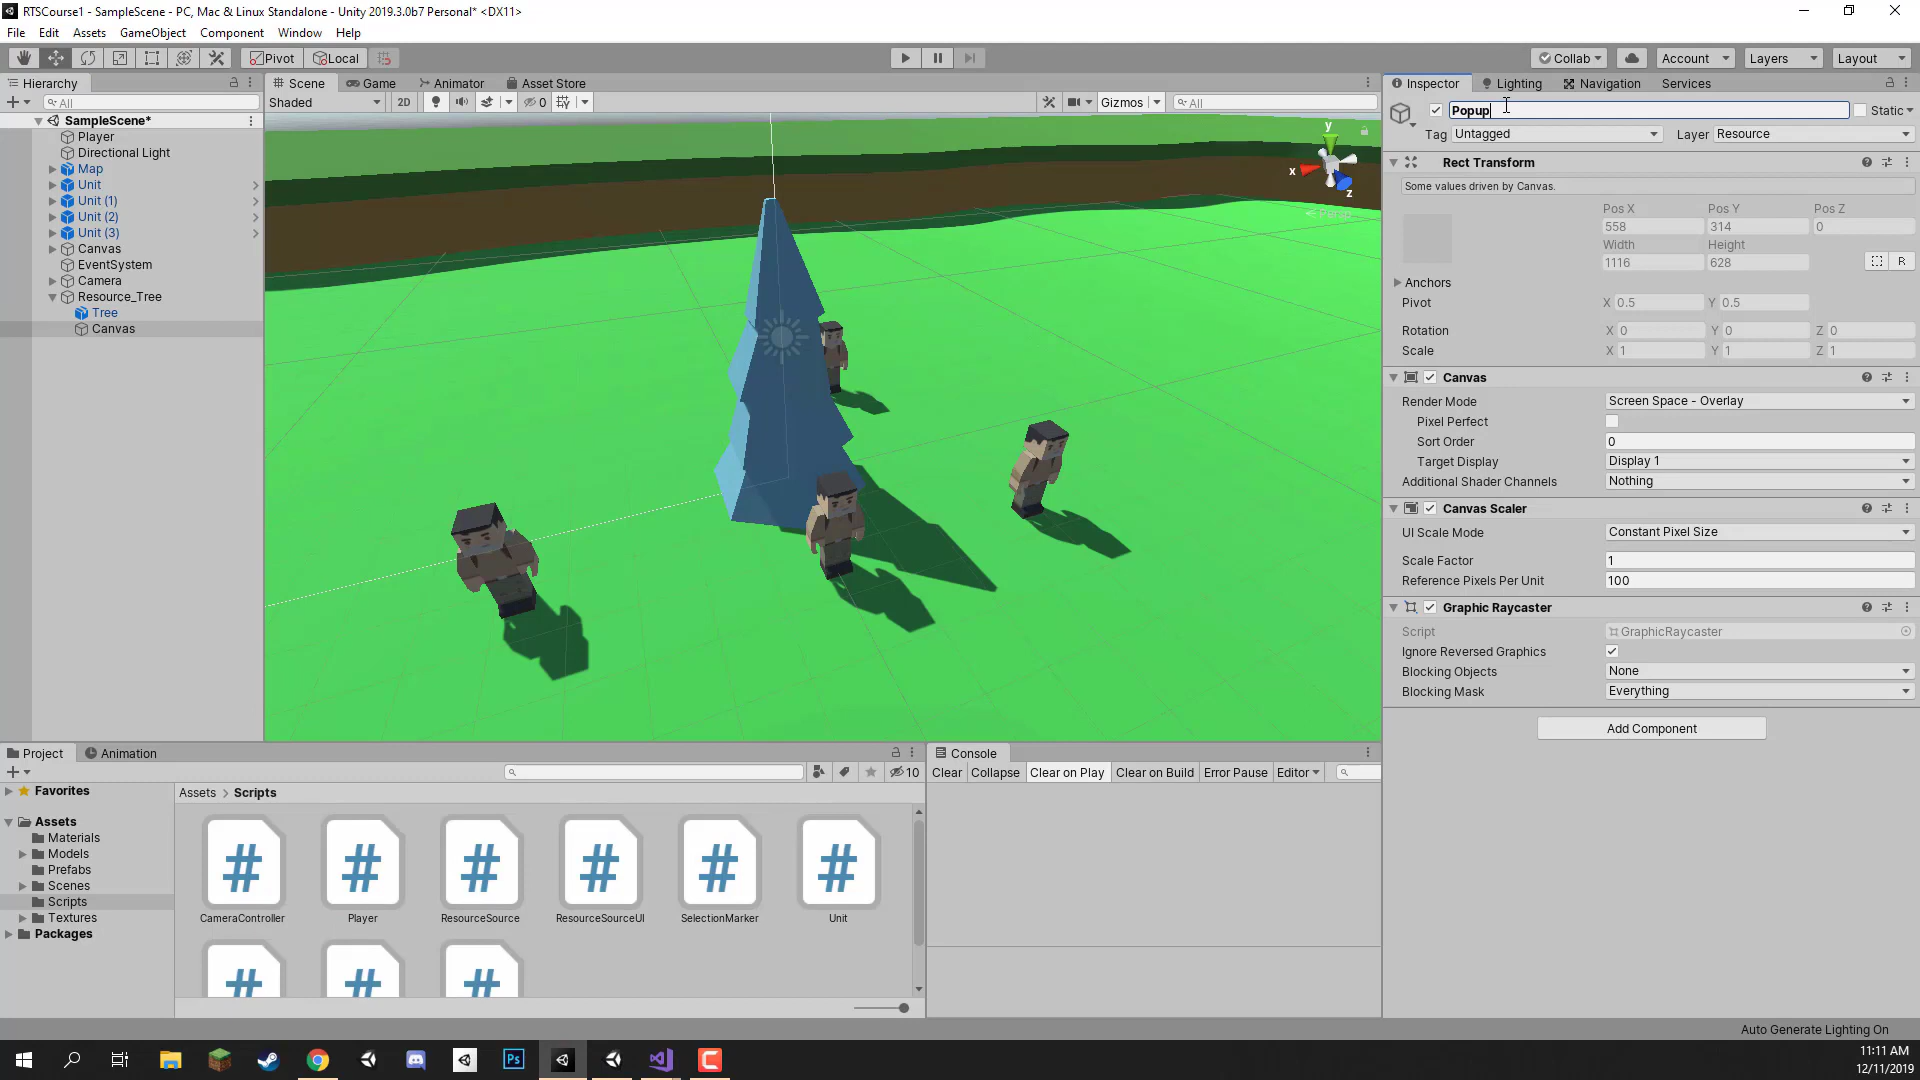 RTSCourse1 - SampleScene - PC, Mac & Linux Standalone - Unity 2019.3.0b7 Personal* <DX11>
File Edit Assets GameObject Component Window Help
Pivot Local Collab Account Layers Layout
Hierarchy Scene Game Animator Asset Store Inspector Lighting Navigation Services
All Shaded 2D 0 Gizmos All
Popup Static
Tag Untagged Layer Resource
SampleScene*
Player
Directional Light
Map
Unit
Unit (1)
Unit (2)
Unit (3)
Canvas
EventSystem
Camera
Resource_Tree
Tree
Canvas
y
x
z
Persp
Rect Transform
Some values driven by Canvas.
Pos X Pos Y Pos Z
558 314 0
Width Height
1116 628 R
Anchors
Pivot X 0.5 Y 0.5
Rotation X 0 Y 0 Z 0
Scale X 1 Y 1 Z 1
Canvas
Render Mode Screen Space - Overlay
Pixel Perfect
Sort Order 0
Target Display Display 1
Additional Shader Channels Nothing
Canvas Scaler
UI Scale Mode Constant Pixel Size
Scale Factor 1
Reference Pixels Per Unit 100
Graphic Raycaster
Script GraphicRaycaster
Ignore Reversed Graphics
Blocking Objects None
Blocking Mask Everything
Add Component
Project Animation
10
Favorites
Assets
Materials
Models
Prefabs
Scenes
Scripts
Textures
Packages
Assets > Scripts
CameraController Player ResourceSource ResourceSourceUI SelectionMarker Unit
Console
Clear Collapse Clear on Play Clear on Build Error Pause Editor
Auto Generate Lighting On
Ps
11:11 AM
12/11/2019